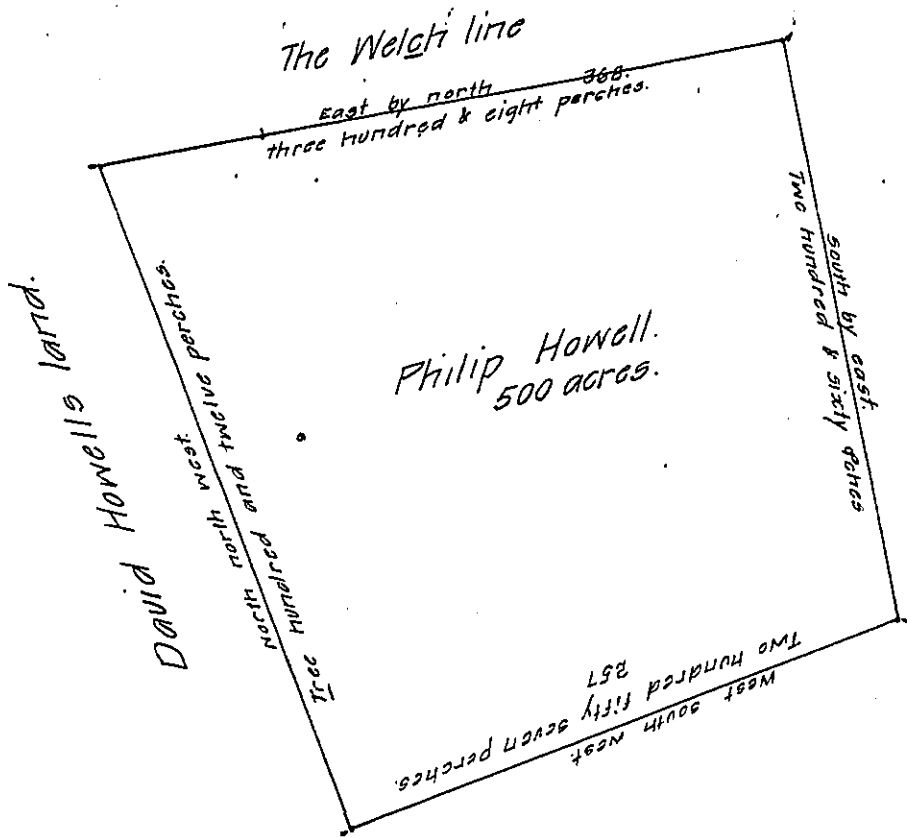 The Welch line
East by north 368.
three hundred & eight perches.
David Howells land.
North north west.
Tree hundred and twelve perches.
Philip Howell.
500 acres.
South by east.
Two hundred & sixty pches
257
Two hundred fifty seven perches.
West south west.